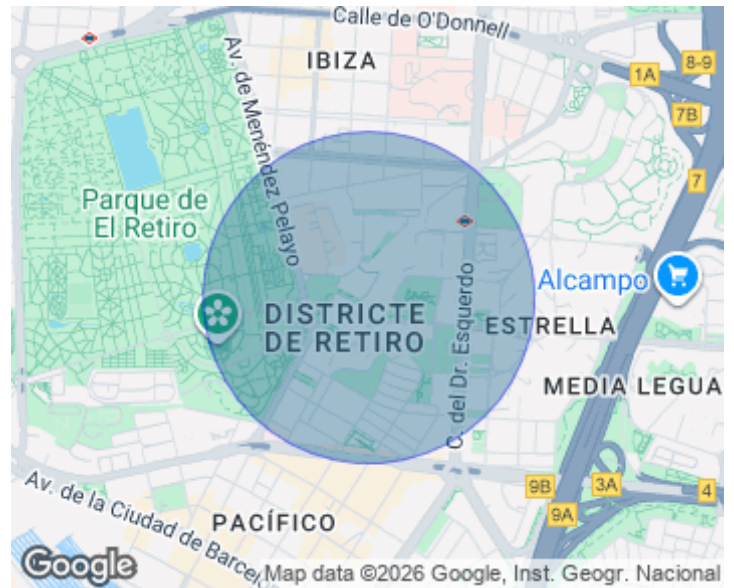 Calle de O'Donnell
IBIZA
Av. de Menéndez Pelayo
8-9
1A
7B
7
Parque de
El Retiro
Alcampo
DISTRICTE
DE RETIRO
ESTRELLA
C. del Dr. Esquerdo
MEDIA LEGUA
9B
3A
4
9A
Av. de la Ciudad de Barcel
PACÍFICO
Google
Map data ©2026 Google, Inst. Geogr. Nacional